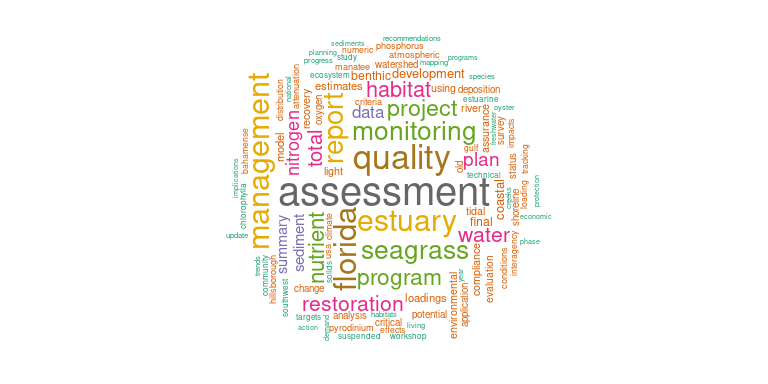 recommendations
sediments
phosphorus
numeric
planning
atmospheric
study
programs
progress
watershed
mapping
manatee
ecosystem
benthic
development
species
national
attenuation
estimates
habitat
using
deposition
management
distribution
recovery
oxygen
report
criteria
data
project
river
estuarine
oyster
nitrogen
model
total
monitoring
assurance
freshwater
survey
impacts
bahamense
quality
gulf
plan
old
status
tracking
light
technical
implications
chlorophylla
assessment
creeks
coastal
shoreline
loading
protection
economic
update
summary
sediment
nutrient
florida
climate
usa
estuary
tidal
final
water
phase
interagency
trends
community
hillsborough
southwest
solids
seagrass
program
compliance
evaluation
conditions
year
change
restoration
loadings
environmental
application
targets
analysis
habitats
potential
action
demand
pyrodinium
critical
effects
living
suspended
workshop